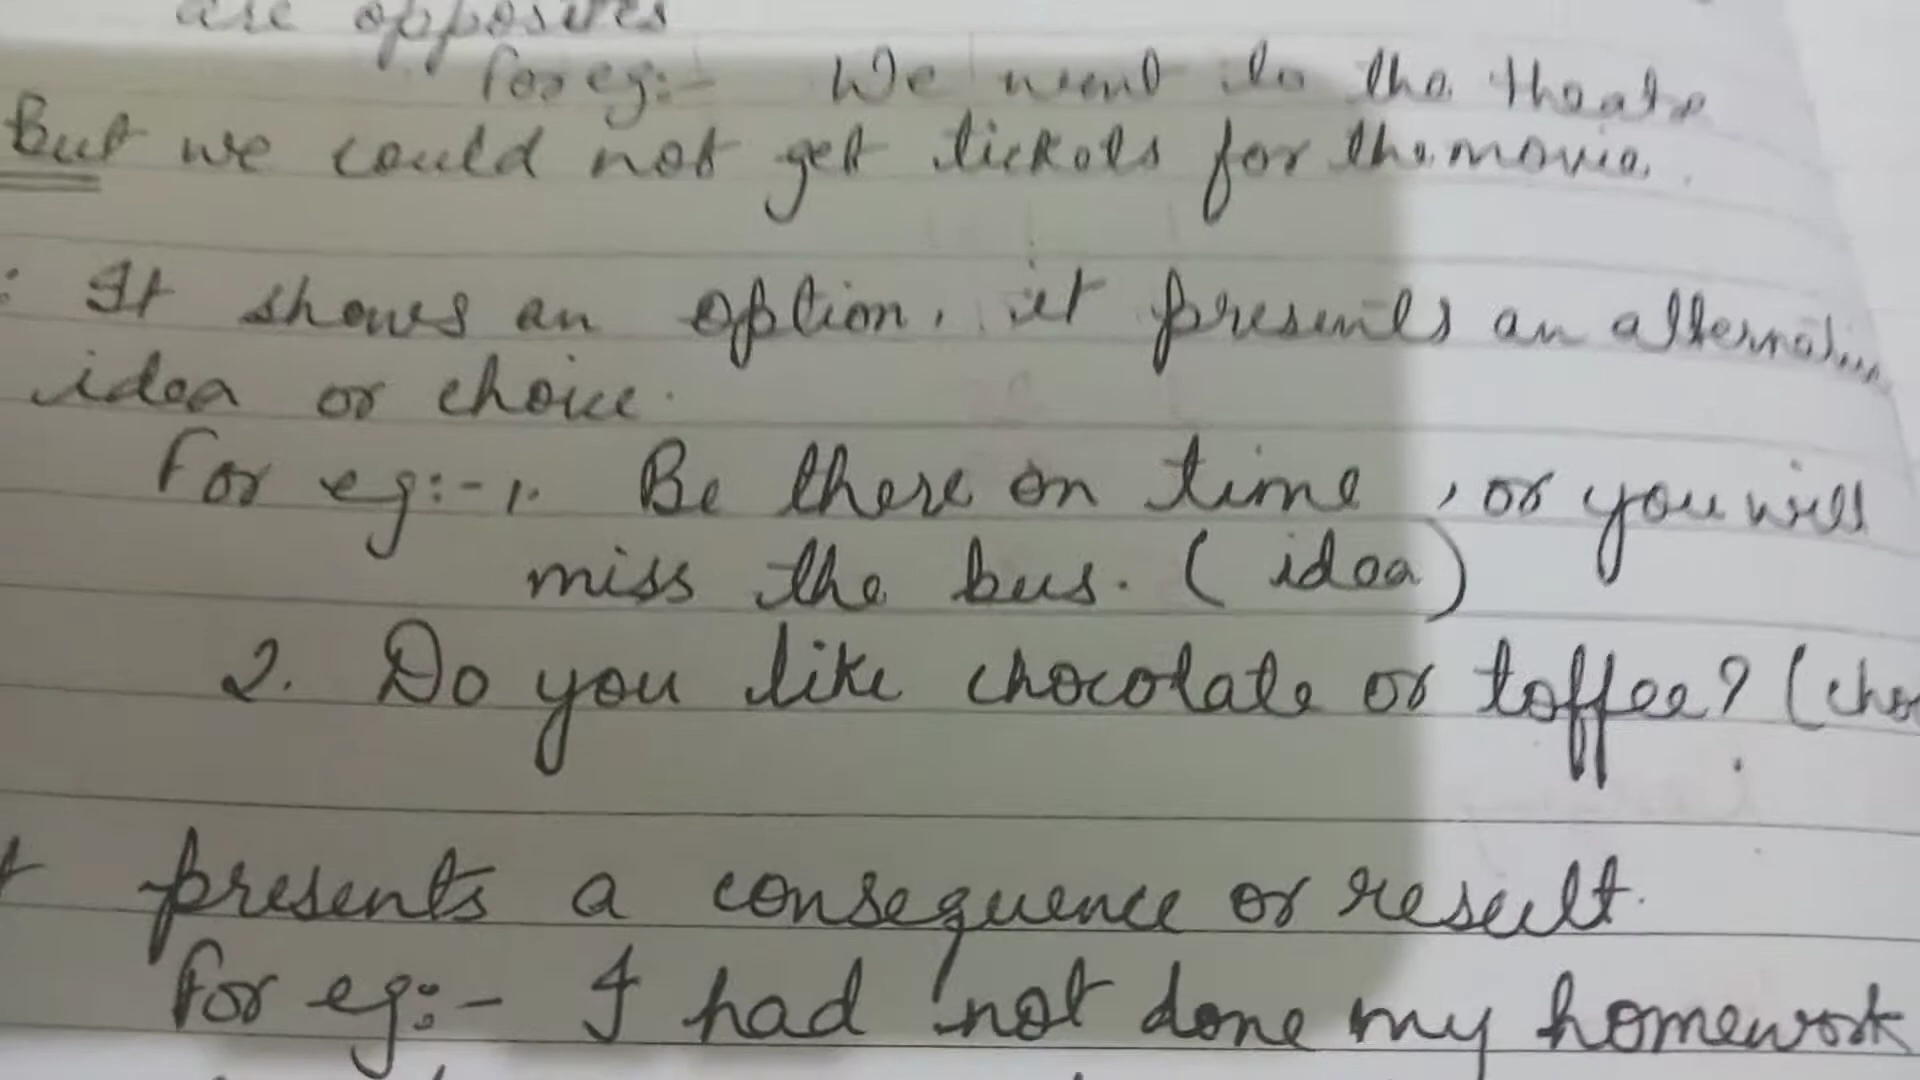 are opposites
For eg:- We went to the theatre
But we could not get tickets for the movie.
: It shows an option, it presents an alternative
idea or choice.
For eg:-1. Be there on time, or you will
miss the bus. (idea)
2. Do you like chocolate or toffee? (cho
presents a consequence or result.
For eg:- I had not done my homework